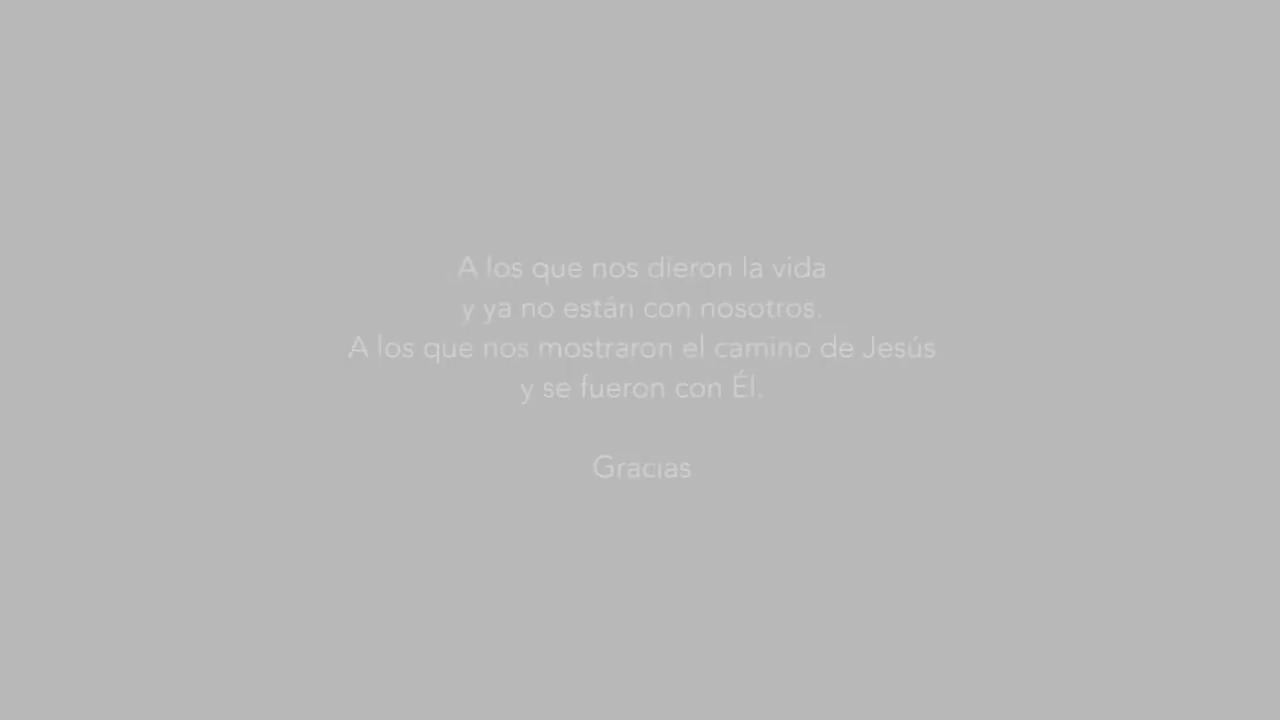 A los que nos dieron la vida
y ya no están con nosotros.
A los que nos mostraron el camino de Jesús
y se fueron con Él.
Gracias